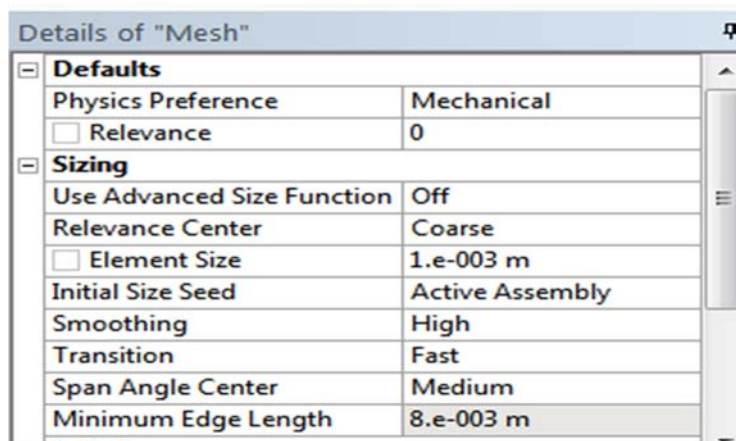 Details of "Mesh"
Defaults
Physics Preference Mechanical
Relevance 0
Sizing
Use Advanced Size Function Off
Relevance Center Coarse
Element Size 1.e-003 m
Initial Size Seed Active Assembly
Smoothing High
Transition Fast
Span Angle Center Medium
Minimum Edge Length 8.e-003 m